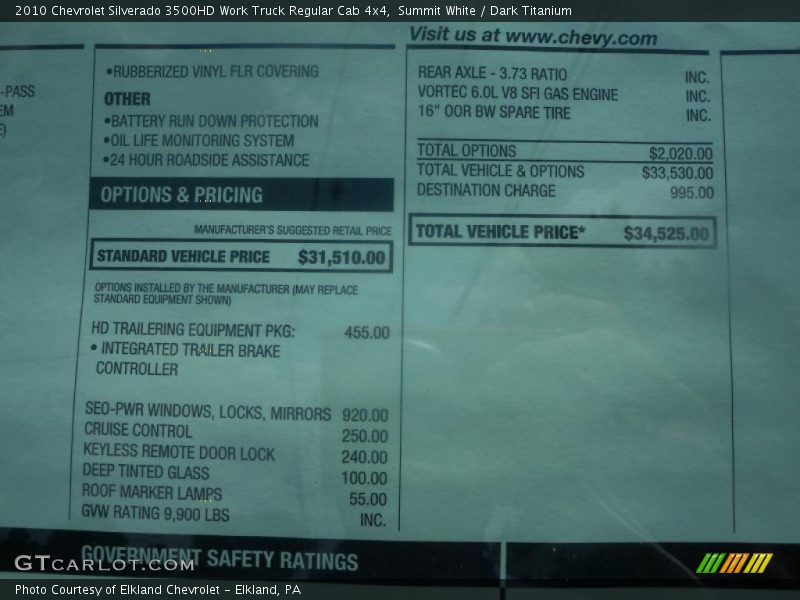 2010 Chevrolet Silverado 3500HD Work Truck Regular Cab 4x4, Summit White / Dark Titanium
-PASS
EM
E)
•RUBBERIZED VINYL FLR COVERING
OTHER
•BATTERY RUN DOWN PROTECTION
•OIL LIFE MONITORING SYSTEM
•24 HOUR ROADSIDE ASSISTANCE
OPTIONS & PRICING
MANUFACTURER'S SUGGESTED RETAIL PRICE
STANDARD VEHICLE PRICE $31,510.00
OPTIONS INSTALLED BY THE MANUFACTURER (MAY REPLACE
STANDARD EQUIPMENT SHOWN)
HD TRAILERING EQUIPMENT PKG: 455.00
• INTEGRATED TRAILER BRAKE
CONTROLLER
SEO-PWR WINDOWS, LOCKS, MIRRORS 920.00
CRUISE CONTROL 250.00
KEYLESS REMOTE DOOR LOCK 240.00
DEEP TINTED GLASS 100.00
ROOF MARKER LAMPS 55.00
GVW RATING 9,900 LBS INC.
Visit us at www.chevy.com
REAR AXLE - 3.73 RATIO INC.
VORTEC 6.0L V8 SFI GAS ENGINE INC.
16" OOR BW SPARE TIRE INC.
TOTAL OPTIONS $2,020.00
TOTAL VEHICLE & OPTIONS $33,530.00
DESTINATION CHARGE 995.00
TOTAL VEHICLE PRICE* $34,525.00
GOVERNMENT SAFETY RATINGS
GTCARLOT.COM
Photo Courtesy of Elkland Chevrolet - Elkland, PA